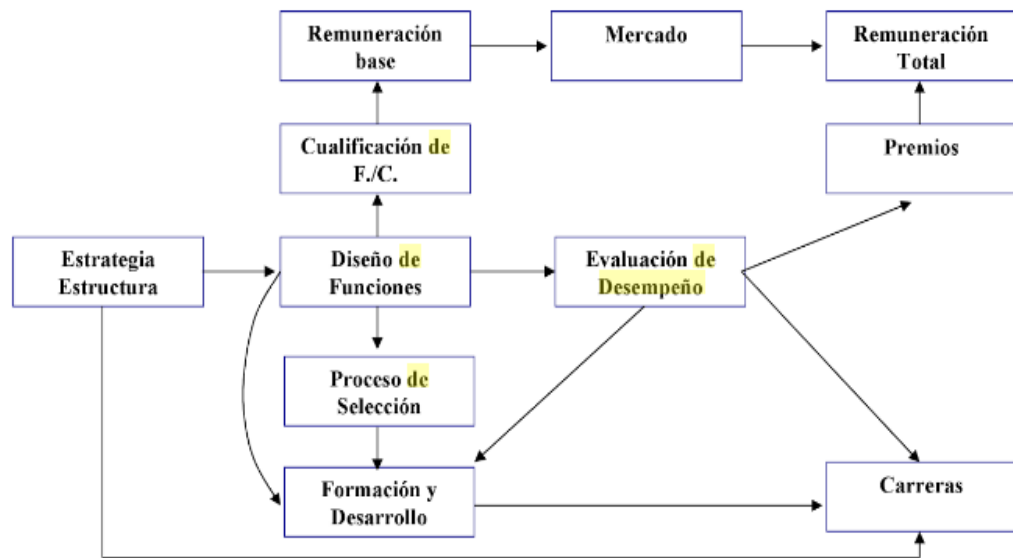 Remuneración
base
Mercado
Remuneración
Total
Cualificación de
F./C.
Premios
Estrategia
Estructura
Diseño de
Funciones
Evaluación de
Desempeño
Proceso de
Selección
Formación y
Desarrollo
Carreras